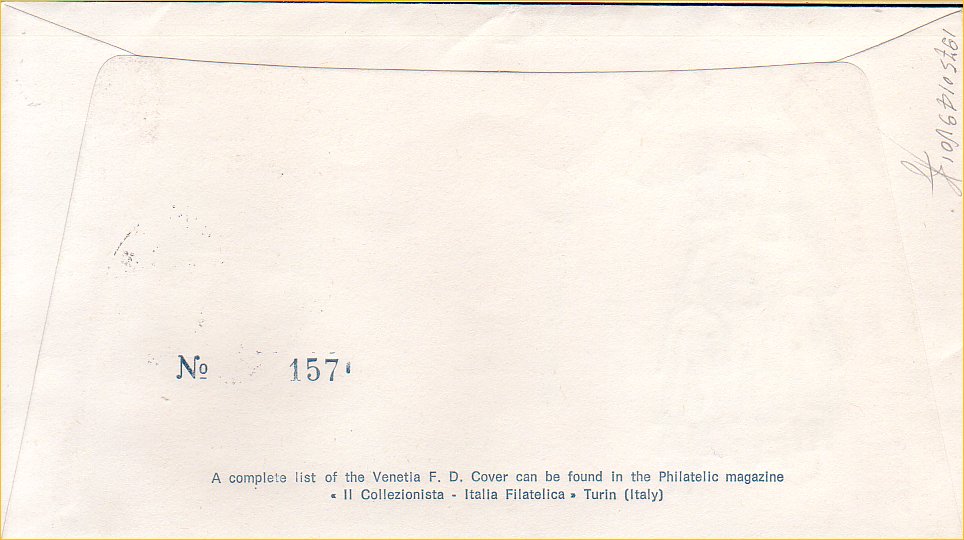 No 157
A complete list of the Venetia F. D. Cover can be found in the Philatelic magazine
« Il Collezionista - Italia Filatelica » Turin (Italy)